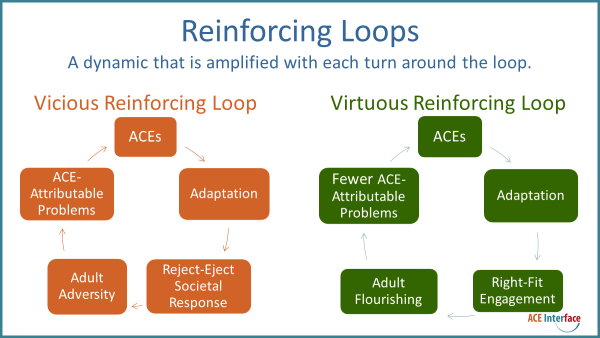 Reinforcing Loops
A dynamic that is amplified with each turn around the loop.
Vicious Reinforcing Loop
ACEs
Adaptation
Reject-Eject
Societal
Response
Adult
Adversity
ACE-
Attributable
Problems
Virtuous Reinforcing Loop
ACEs
Adaptation
Right-Fit
Engagement
Adult
Flourishing
Fewer ACE-
Attributable
Problems
ACE Interface